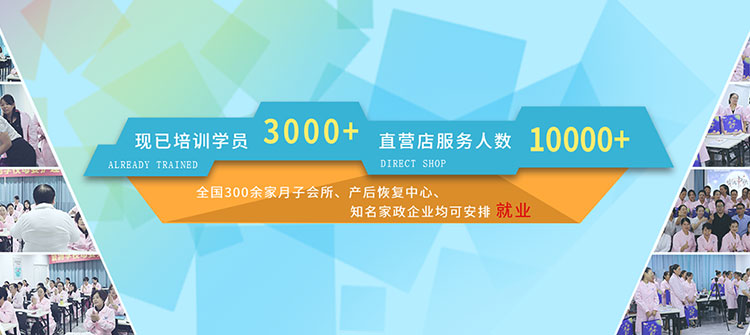 现已培训学员 3000+ 直营店服务人数 10000+
ALREADY TRAINED DIRECT SHOP
全国300余家月子会所、产后恢复中心、
知名家政企业均可安排 就业